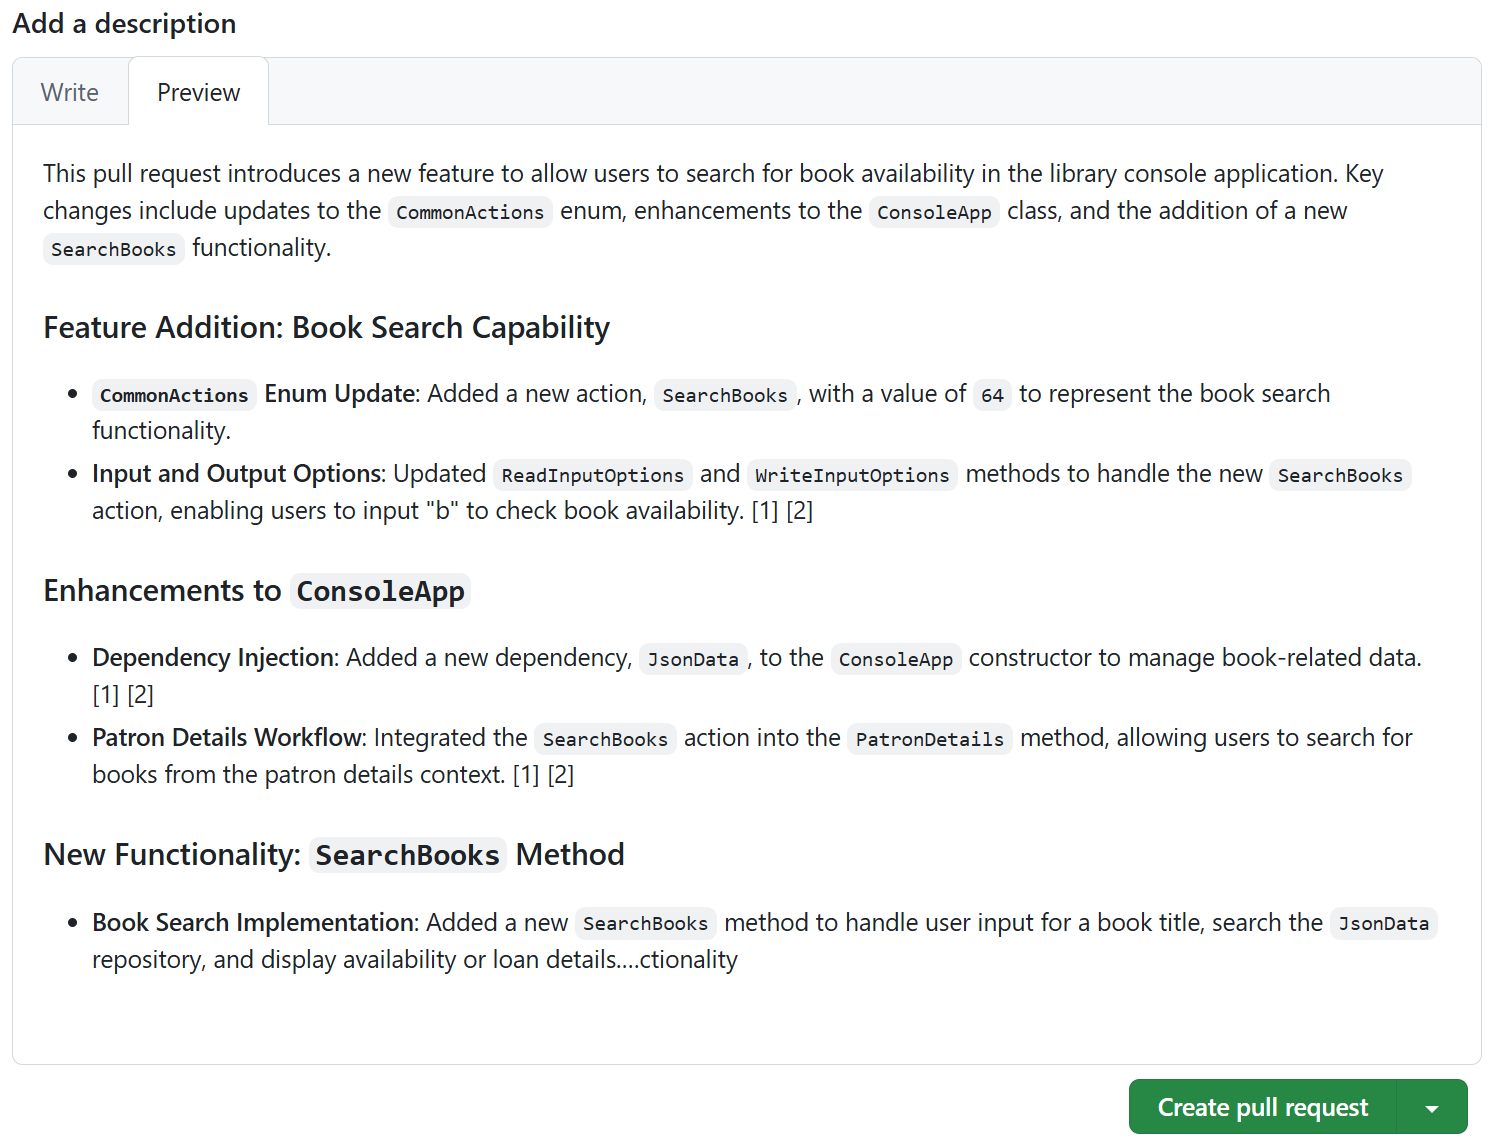 Add a description
Write
Preview
This pull request introduces a new feature to allow users to search for book availability in the library console application. Key
changes include updates to the CommonActions enum, enhancements to the ConsoleApp class, and the addition of a new
SearchBooks functionality.
Feature Addition: Book Search Capability
• CommonActions Enum Update: Added a new action, SearchBooks, with a value of 64 to represent the book search
functionality.
• Input and Output Options: Updated ReadInputOptions and WriteInputOptions methods to handle the new SearchBooks
action, enabling users to input "b" to check book availability. [1] [2]
Enhancements to ConsoleApp
• Dependency Injection: Added a new dependency, JsonData, to the ConsoleApp constructor to manage book-related data.
[1] [2]
• Patron Details Workflow: Integrated the SearchBooks action into the PatronDetails method, allowing users to search for
books from the patron details context. [1] [2]
New Functionality: SearchBooks Method
• Book Search Implementation: Added a new SearchBooks method to handle user input for a book title, search the JsonData
repository, and display availability or loan details....ctionality
Create pull request